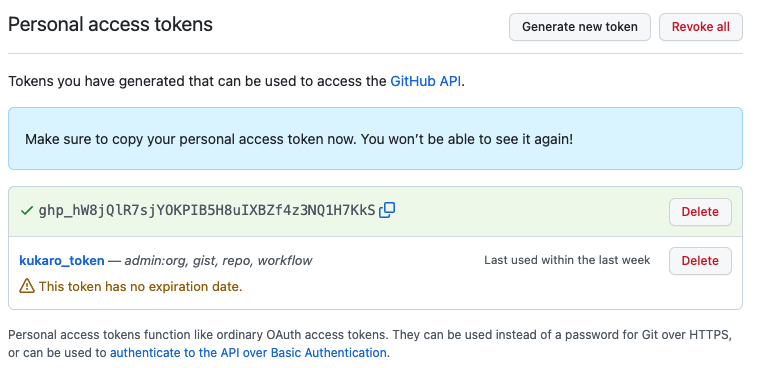 Personal access tokens
Generate new token
Revoke all
Tokens you have generated that can be used to access the GitHub API.
Make sure to copy your personal access token now. You won't be able to see it again!
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
Delete
kukaro_token — admin:org, gist, repo, workflow
Last used within the last week
Delete
This token has no expiration date.
Personal access tokens function like ordinary OAuth access tokens. They can be used instead of a password for Git over HTTPS,
or can be used to authenticate to the API over Basic Authentication.